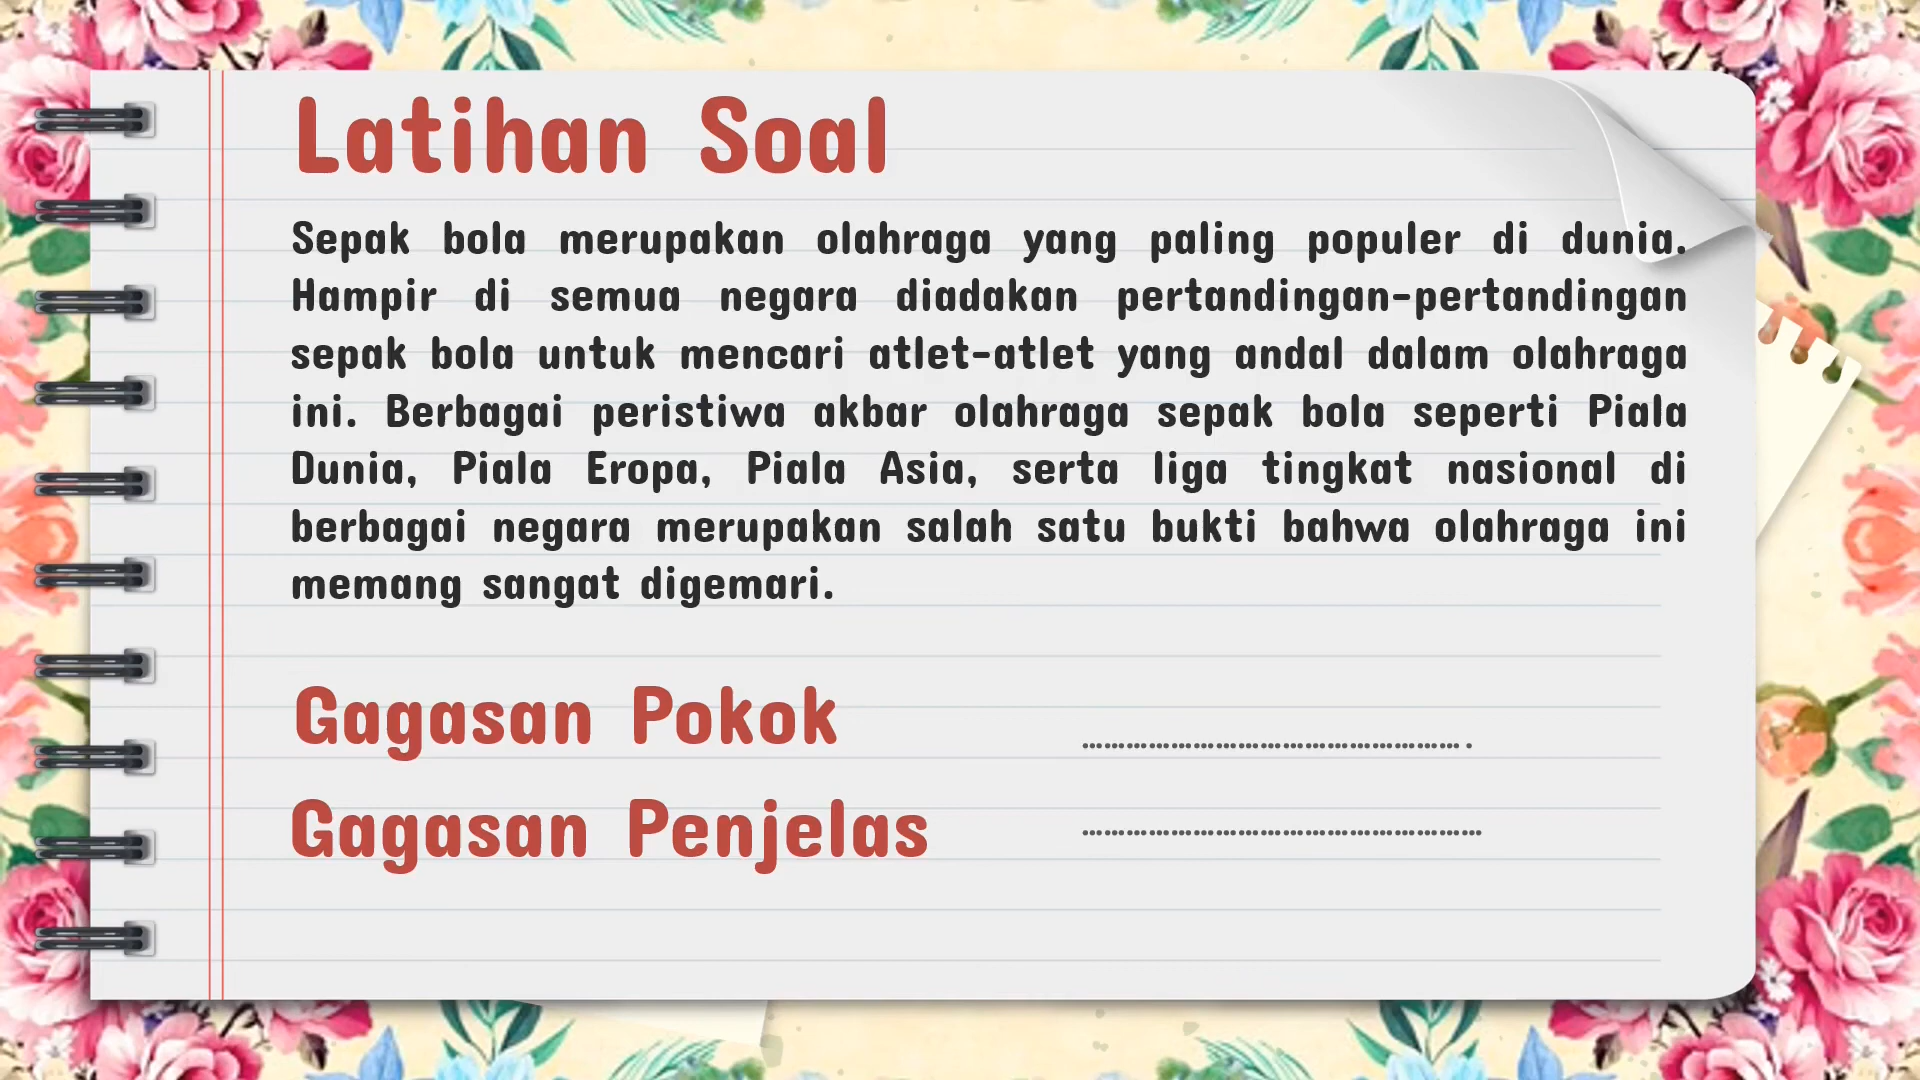 Latihan Soal
Sepak bola merupakan olahraga yang paling populer di dunia.
Hampir di semua negara diadakan pertandingan-pertandingan
sepak bola untuk mencari atlet-atlet yang andal dalam olahraga
ini. Berbagai peristiwa akbar olahraga sepak bola seperti Piala
Dunia, Piala Eropa, Piala Asia, serta liga tingkat nasional di
berbagai negara merupakan salah satu bukti bahwa olahraga ini
memang sangat digemari.
Gagasan Pokok ………………………………………….
Gagasan Penjelas ……………………………………………